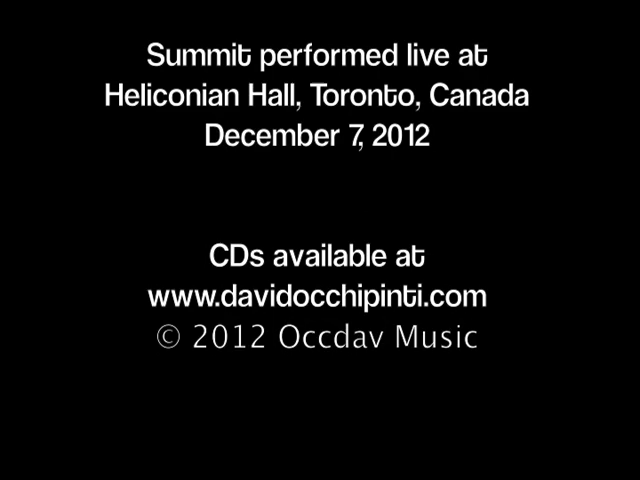 Summit performed live at
Heliconian Hall, Toronto, Canada
December 7, 2012
CDs available at
www.davidocchipinti.com
© 2012 Occdav Music